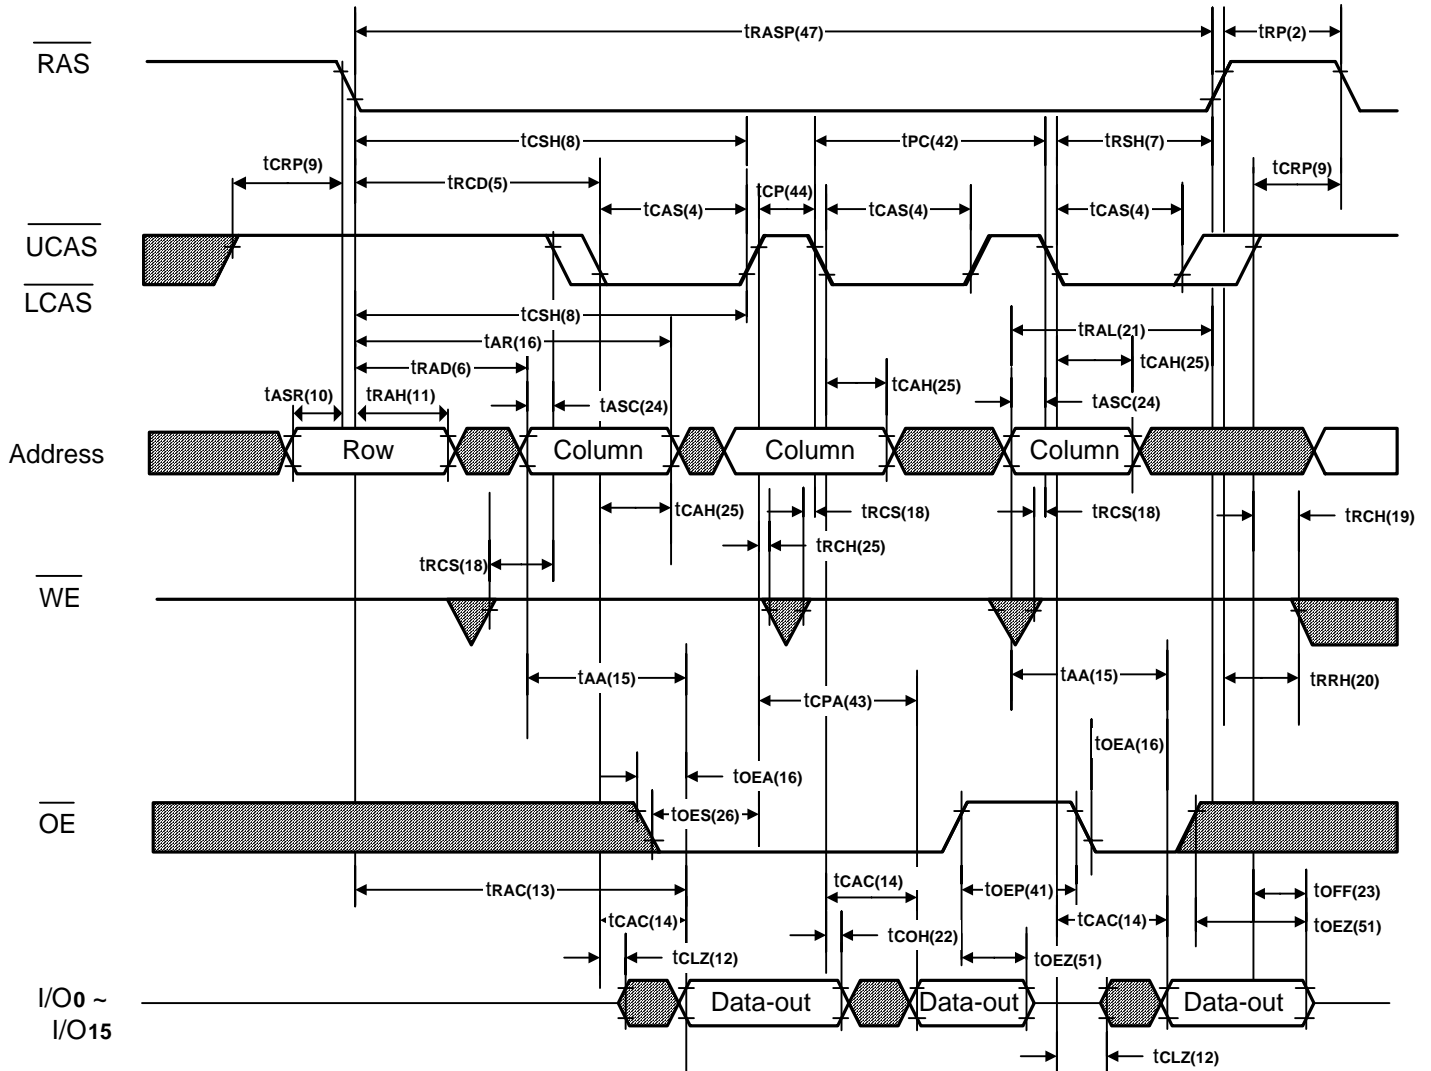 tRASP(47)
tRP(2)
RAS
tCSH(8)
tPC(42)
tRSH(7)
tCRP(9)
tCRP(9)
tRCD(5)
tCP(44)
tCAS(4)
tCAS(4)
tCAS(4)
UCAS
LCAS
tCSH(8)
tRAL(21)
tAR(16)
tRAD(6)
tCAH(25)
tCAH(25)
tASR(10)
tRAH(11)
tASC(24)
tASC(24)
Address
Row
Column
Column
Column
tCAH(25)
tRCS(18)
tRCS(18)
tRCH(19)
tRCH(25)
tRCS(18)
WE
tAA(15)
tAA(15)
tRRH(20)
tCPA(43)
tOEA(16)
tOEA(16)
tOES(26)
OE
tCAC(14)
tRAC(13)
tOEP(41)
tOFF(23)
tCAC(14)
tCAC(14)
tOEZ(51)
tCOH(22)
tCLZ(12)
tOEZ(51)
I/O0 ~
I/O15
Data-out
Data-out
Data-out
tCLZ(12)